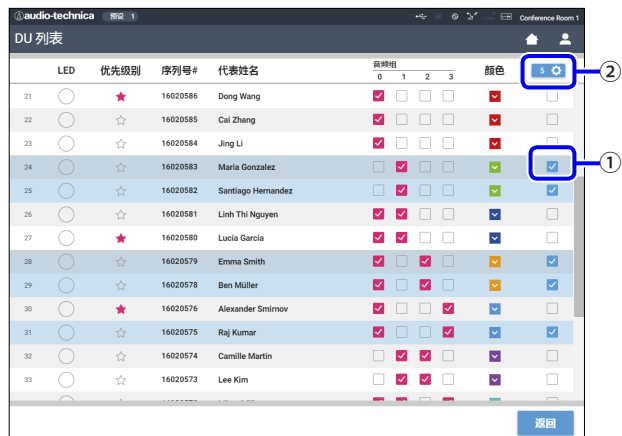 audio-technica 预设 1 Conference Room 1
DU 列表
LED 优先级别 序列号# 代表姓名 音频组 0 1 2 3 颜色 5 ②
21 16020586 Dong Wang
22 16020585 Cai Zhang
23 16020584 Jing Li
24 16020583 Maria Gonzalez ①
25 16020582 Santiago Hernandez
26 16020581 Linh Thi Nguyen
27 16020580 Lucía Garcia
28 16020579 Emma Smith
29 16020578 Ben Müller
30 16020576 Alexander Smirnov
31 16020575 Raj Kumar
32 16020574 Camille Martin
33 16020573 Lee Kim
返回